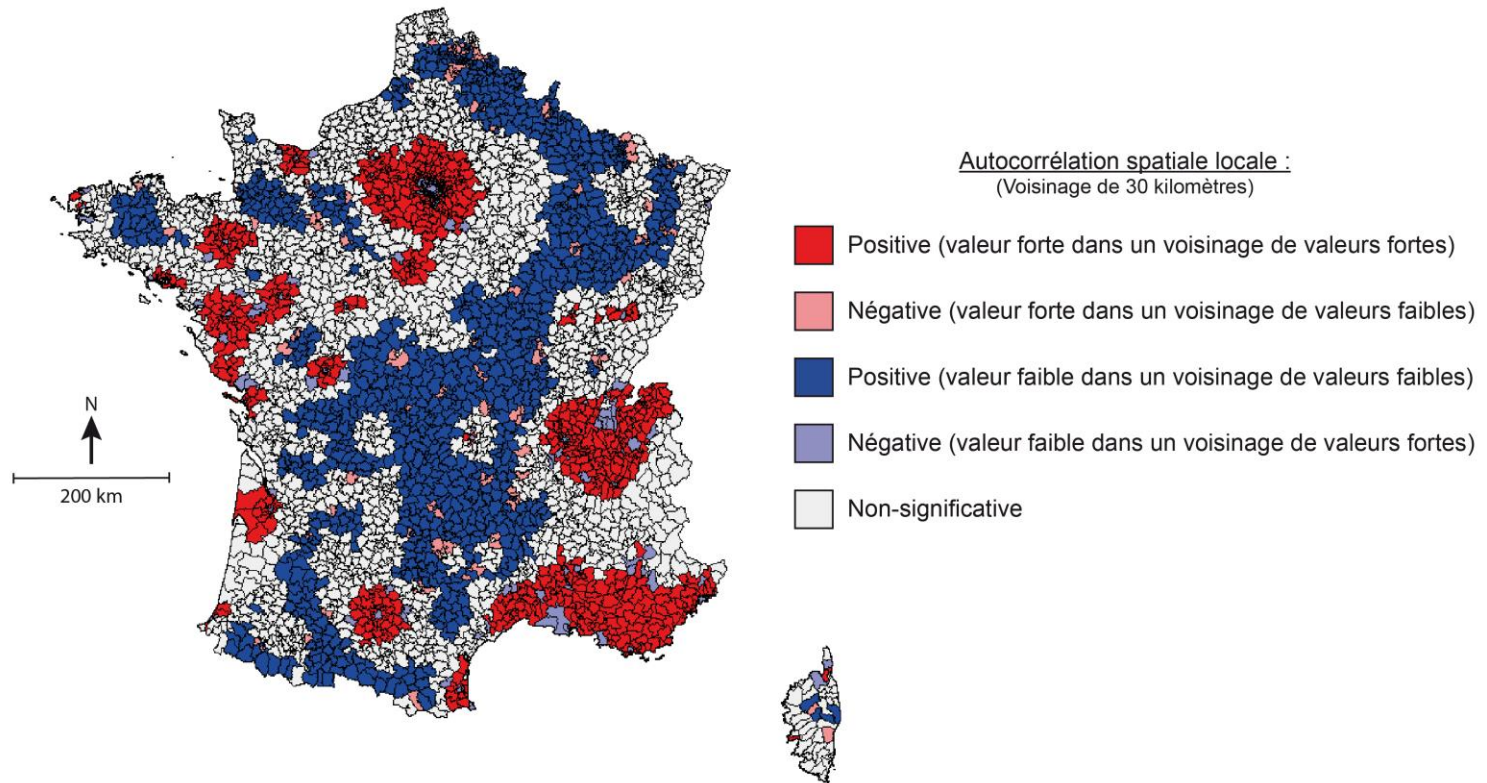 Autocorrélation spatiale locale :
(Voisinage de 30 kilomètres)
Positive (valeur forte dans un voisinage de valeurs fortes)
Négative (valeur forte dans un voisinage de valeurs faibles)
Positive (valeur faible dans un voisinage de valeurs faibles)
Négative (valeur faible dans un voisinage de valeurs fortes)
Non-significative
N
200 km